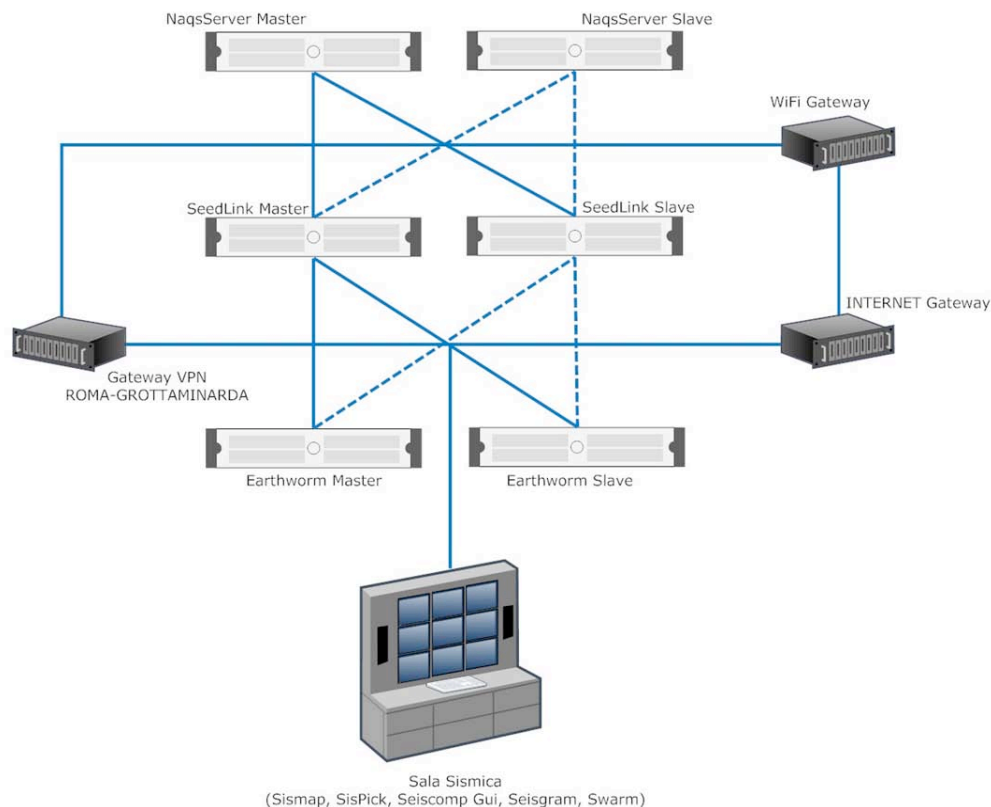 NaqsServer Master
NaqsServer Slave
WiFi Gateway
SeedLink Master
SeedLink Slave
INTERNET Gateway
Gateway VPN
ROMA-GROTTAMINARDA
Earthworm Master
Earthworm Slave
Sala Sismica
(Sismap, SisPick, Seiscomp Gui, Seisgram, Swarm)